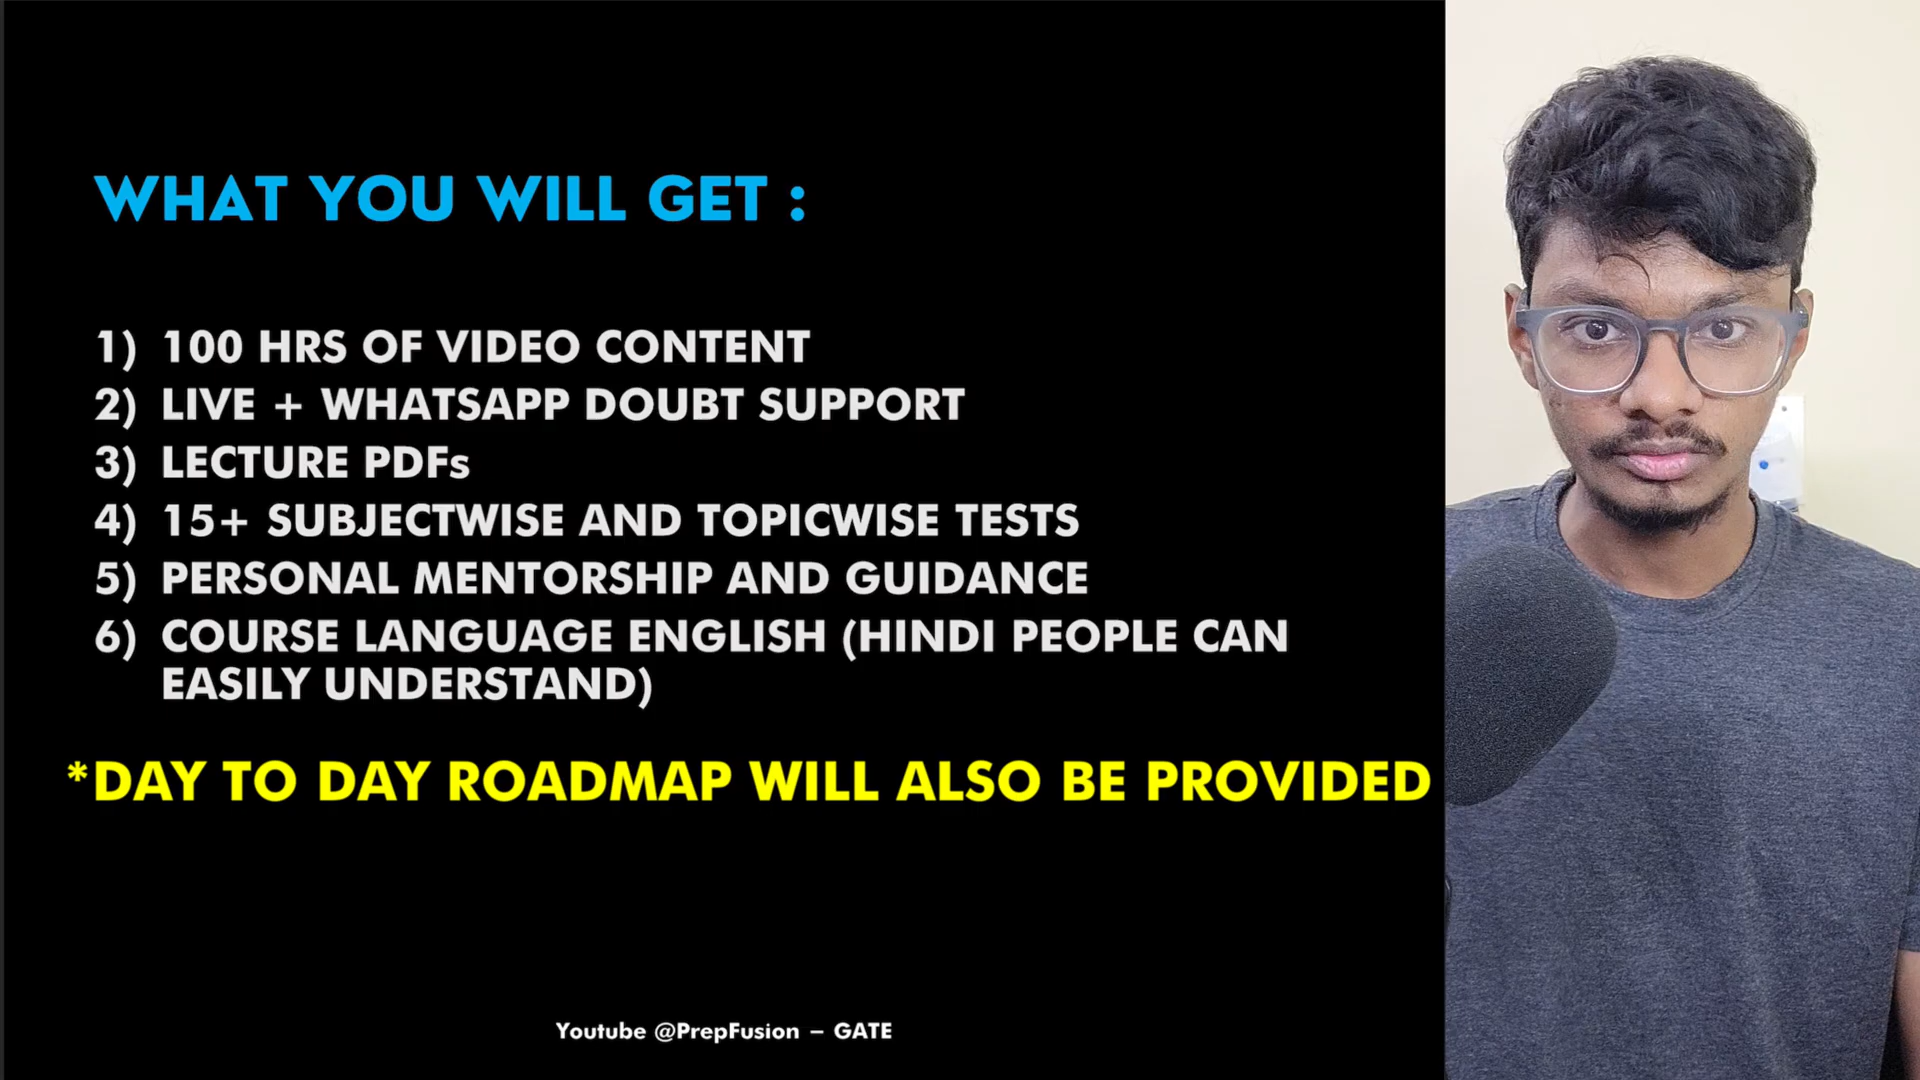 WHAT YOU WILL GET :
1) 100 HRS OF VIDEO CONTENT
2) LIVE + WHATSAPP DOUBT SUPPORT
3) LECTURE PDFs
4) 15+ SUBJECTWISE AND TOPICWISE TESTS
5) PERSONAL MENTORSHIP AND GUIDANCE
6) COURSE LANGUAGE ENGLISH (HINDI PEOPLE CAN
EASILY UNDERSTAND)
*DAY TO DAY ROADMAP WILL ALSO BE PROVIDED
Youtube @PrepFusion – GATE